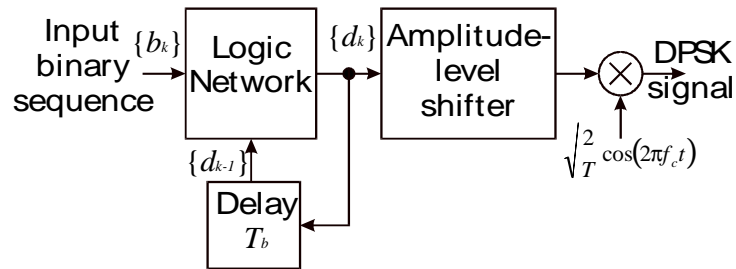 Input
binary
sequence
{bk}
Logic
Network
{dk}
Amplitude-
level
shifter
DPSK
signal
{dk-1}
√2/T cos(2πfct)
Delay
Tb